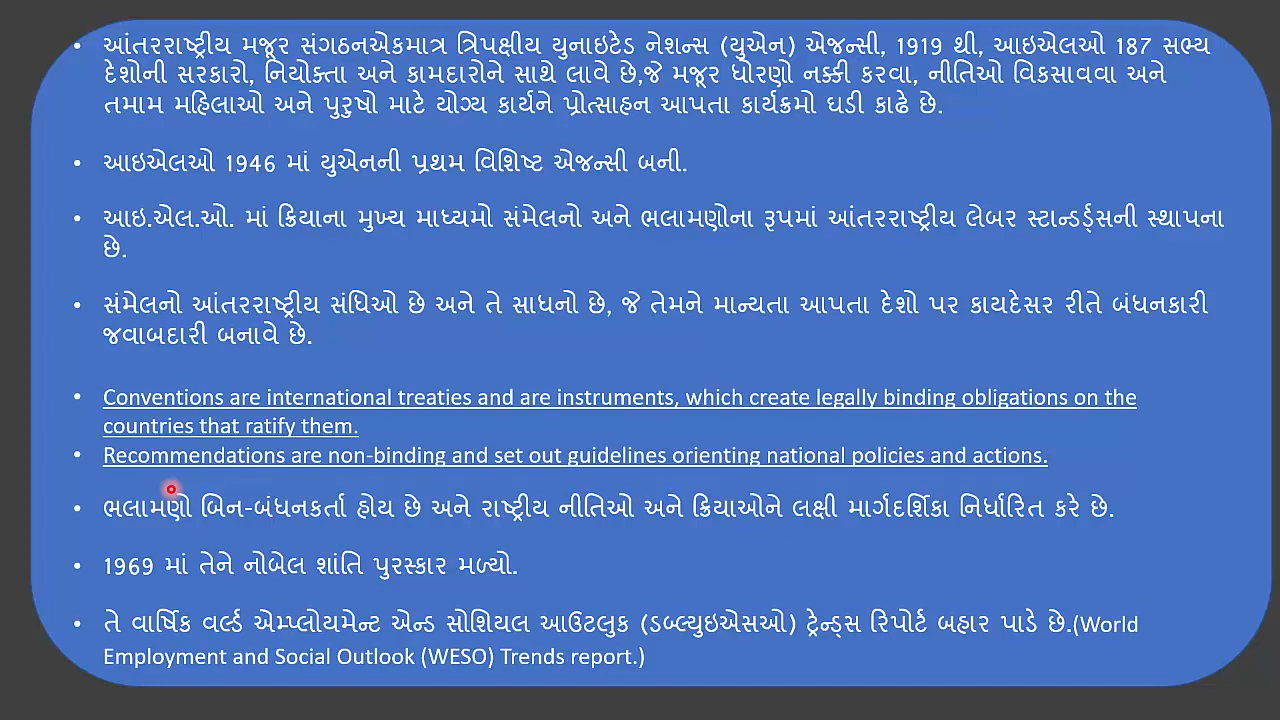 • આંતરરાષ્ટ્રીય મજૂર સંગઠનએકમાત્ર ત્રિપક્ષીય યુનાઇટેડ નેશન્સ (યુએન) એજન્સી, 1919 થી, આઇએલઓ 187 સભ્ય
દેશોની સરકારો, નિયોક્તા અને કામદારોને સાથે લાવે છે,જે મજૂર ધોરણો નક્કી કરવા, નીતિઓ વિકસાવવા અને
તમામ મહિલાઓ અને પુરુષો માટે યોગ્ય કાર્યને પ્રોત્સાહન આપતા કાર્યક્રમો ઘડી કાઢે છે.
• આઇએલઓ 1946 માં યુએનની પ્રથમ વિશિષ્ટ એજન્સી બની.
• આઇ.એલ.ઓ. માં ક્રિયાના મુખ્ય માધ્યમો સંમેલનો અને ભલામણોના રૂપમાં આંતરરાષ્ટ્રીય લેબર સ્ટાન્ડર્ડ્સની સ્થાપના
છે.
• સંમેલનો આંતરરાષ્ટ્રીય સંધિઓ છે અને તે સાધનો છે, જે તેમને માન્યતા આપતા દેશો પર કાયદેસર રીતે બંધનકારી
જવાબદારી બનાવે છે.
• Conventions are international treaties and are instruments, which create legally binding obligations on the
countries that ratify them.
• Recommendations are non-binding and set out guidelines orienting national policies and actions.
• ભલામણો બિન-બંધનકર્તા હોય છે અને રાષ્ટ્રીય નીતિઓ અને ક્રિયાઓને લક્ષી માર્ગદર્શિકા નિર્ધારિત કરે છે.
• 1969 માં તેને નોબેલ શાંતિ પુરસ્કાર મળ્યો.
• તે વાર્ષિક વર્લ્ડ એમ્પ્લોયમેન્ટ એન્ડ સોશિયલ આઉટલુક (ડબ્લ્યુઇએસઓ) ટ્રેન્ડ્સ રિપોર્ટ બહાર પાડે છે.(World
Employment and Social Outlook (WESO) Trends report.)